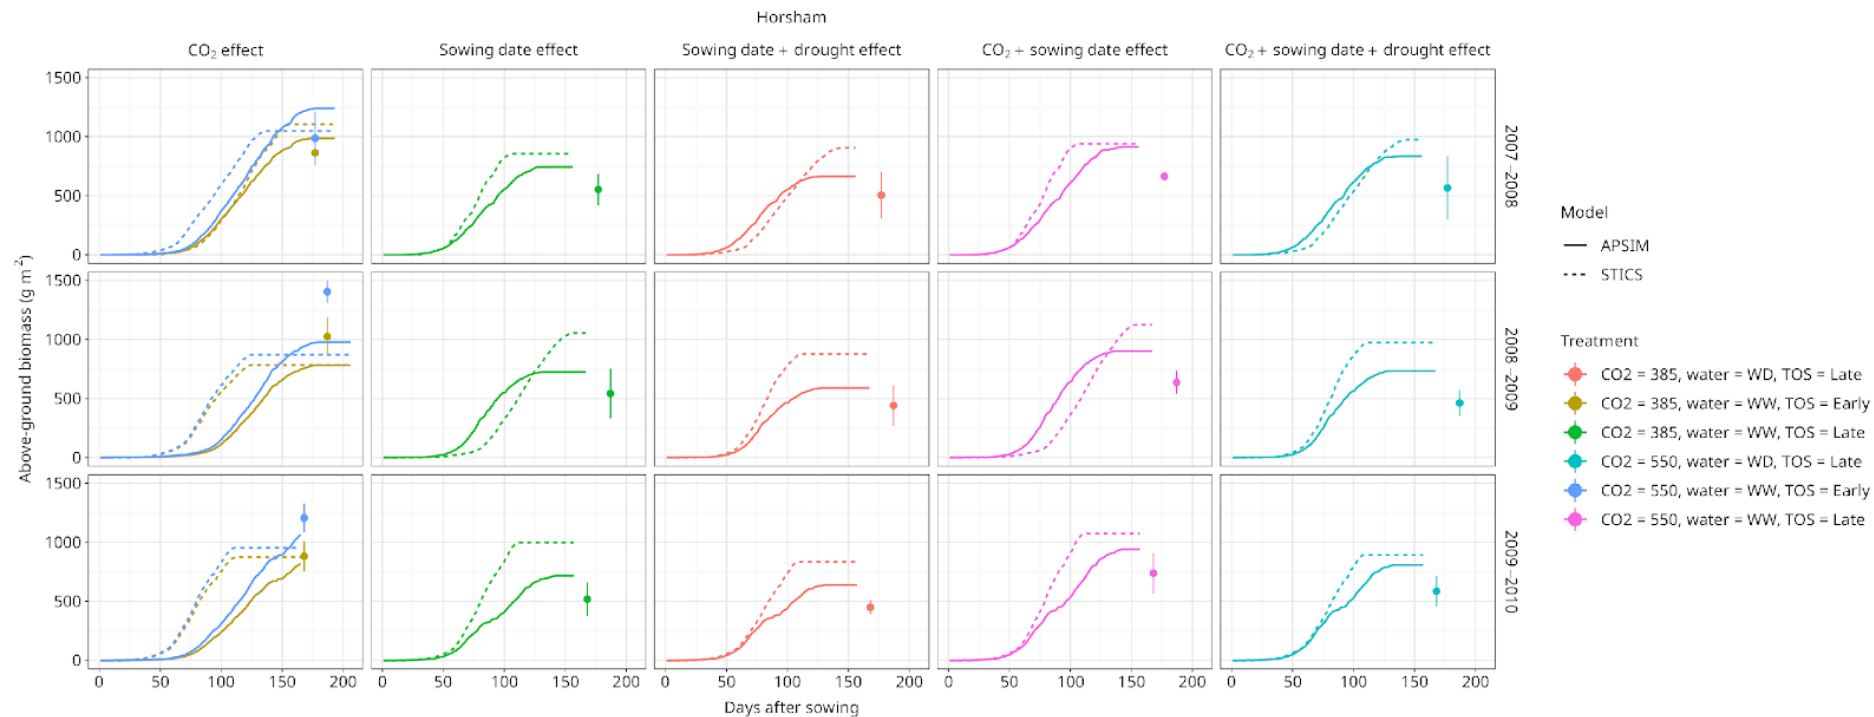 Horsham
CO₂ effect
Sowing date effect
Sowing date + drought effect
CO₂ + sowing date effect
CO₂ + sowing date + drought effect
Above-ground biomass (g m⁻²)
1500
1000
500
0
2007-2008
1500
1000
500
0
2008-2009
1500
1000
500
0
2009-2010
0 50 100 150 200
0 50 100 150 200
0 50 100 150 200
0 50 100 150 200
0 50 100 150 200
Days after sowing
Model
APSIM
STICS
Treatment
CO2 = 385, water = WD, TOS = Late
CO2 = 385, water = WW, TOS = Early
CO2 = 385, water = WW, TOS = Late
CO2 = 550, water = WD, TOS = Late
CO2 = 550, water = WW, TOS = Early
CO2 = 550, water = WW, TOS = Late